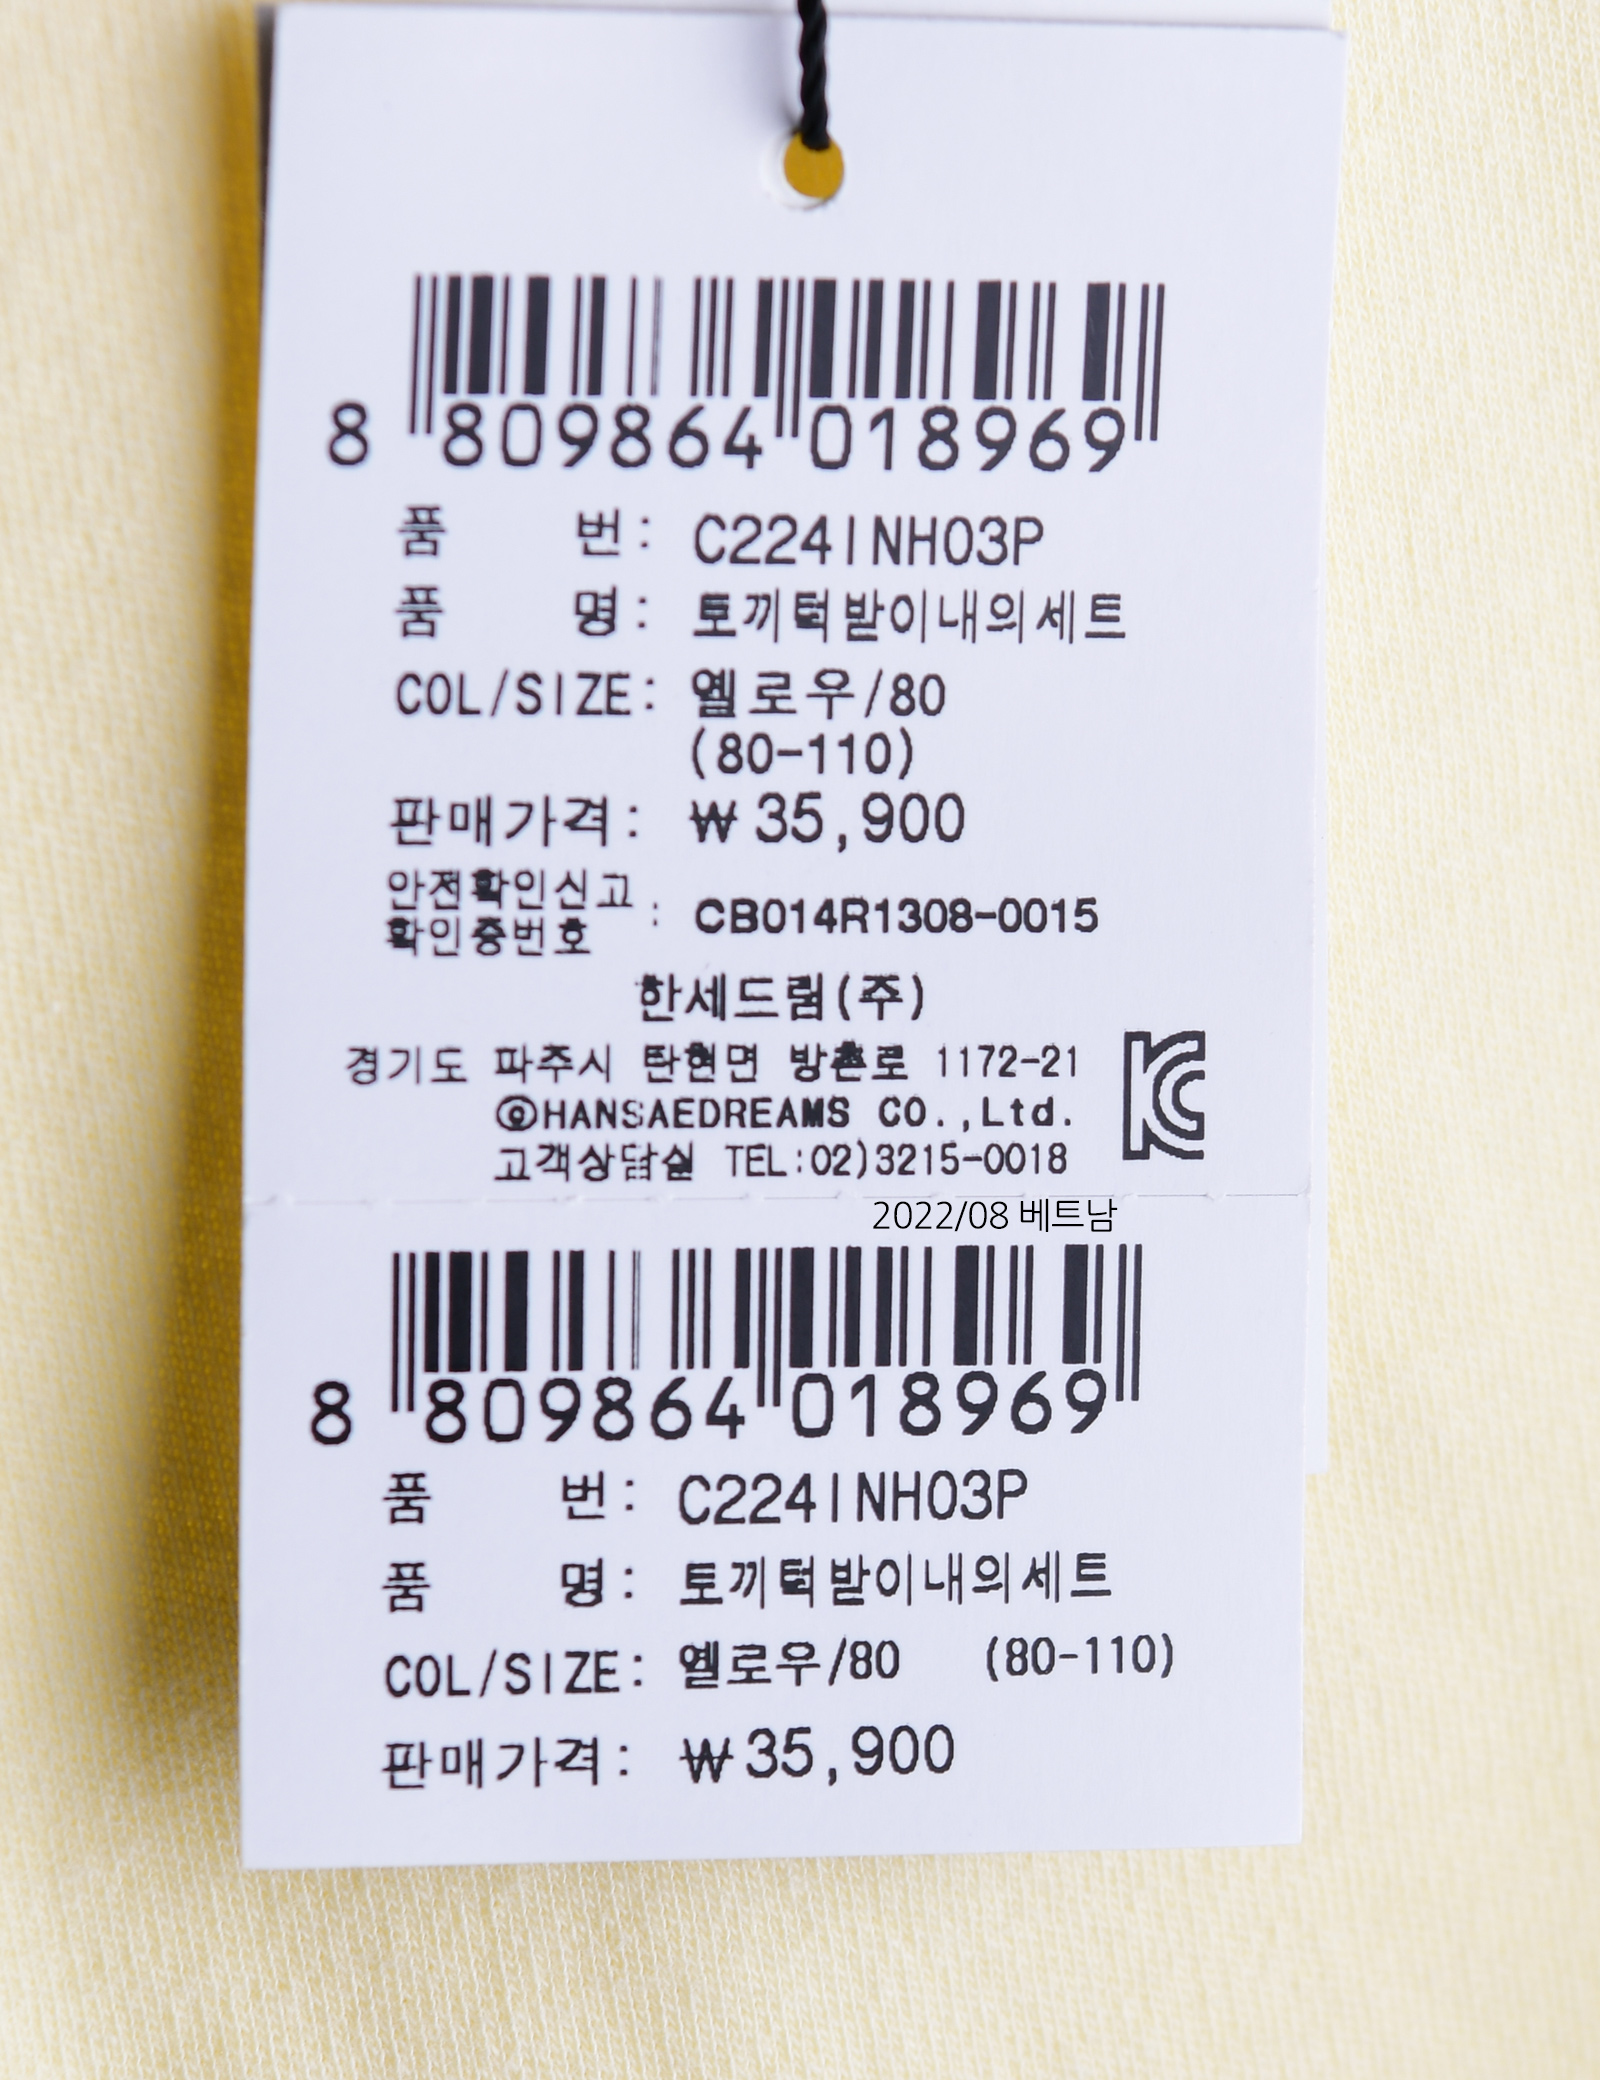 8 809864 018969
품 번: C224INH03P
품 명: 토끼턱받이내의세트
COL/SIZE: 옐로우/80
(80-110)
판매가격: ₩35,900
안전확인신고
확인증번호 : CB014R1308-0015
한세드림(주)
경기도 파주시 탄현면 방촌로 1172-21
ⓒHANSAEDREAMS CO.,Ltd.
고객상담실 TEL:02)3215-0018
KC
2022/08 베트남
8 809864 018969
품 번: C224INH03P
품 명: 토끼턱받이내의세트
COL/SIZE: 옐로우/80 (80-110)
판매가격: ₩35,900